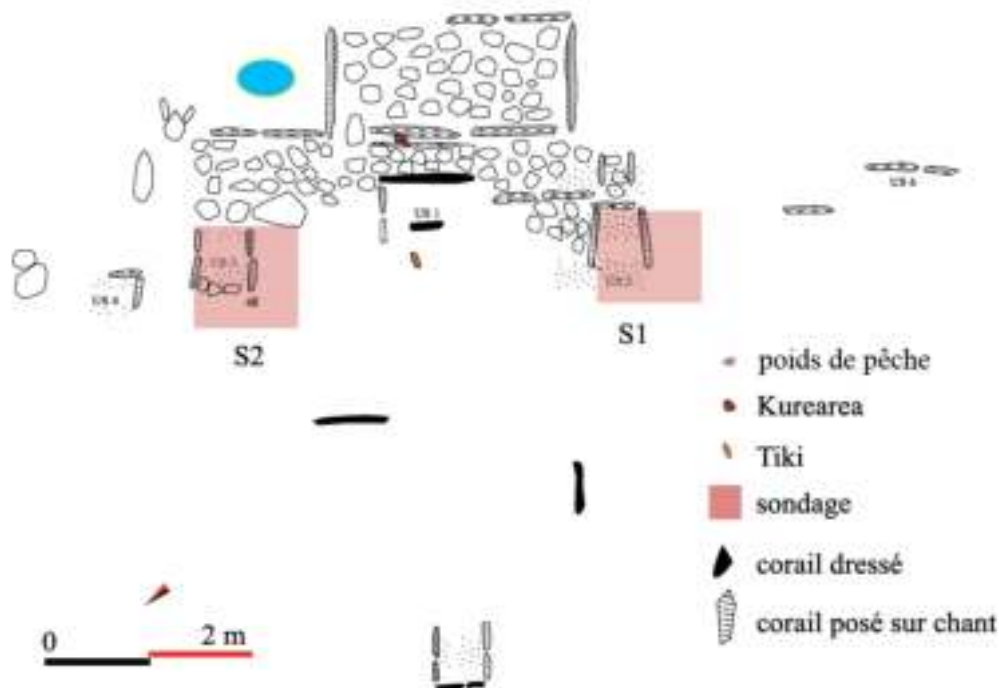 S2
S1
poids de pêche
Kurearea
Tiki
sondage
corail dressé
corail posé sur chant
0
2 m